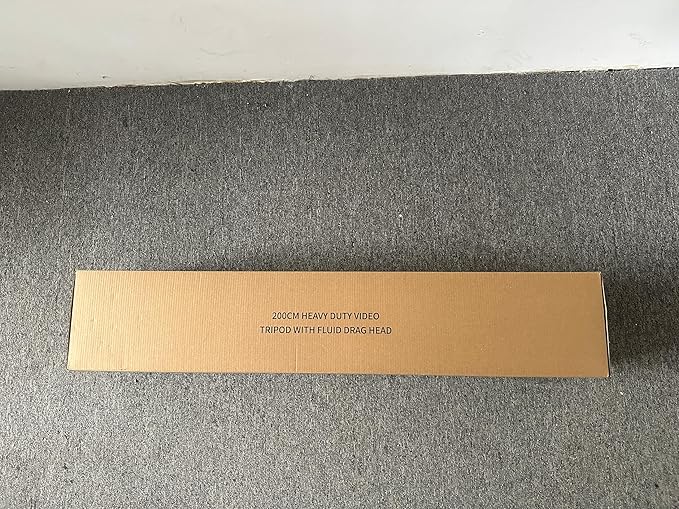 200CM HEAVY DUTY VIDEO
TRIPOD WITH FLUID DRAG HEAD